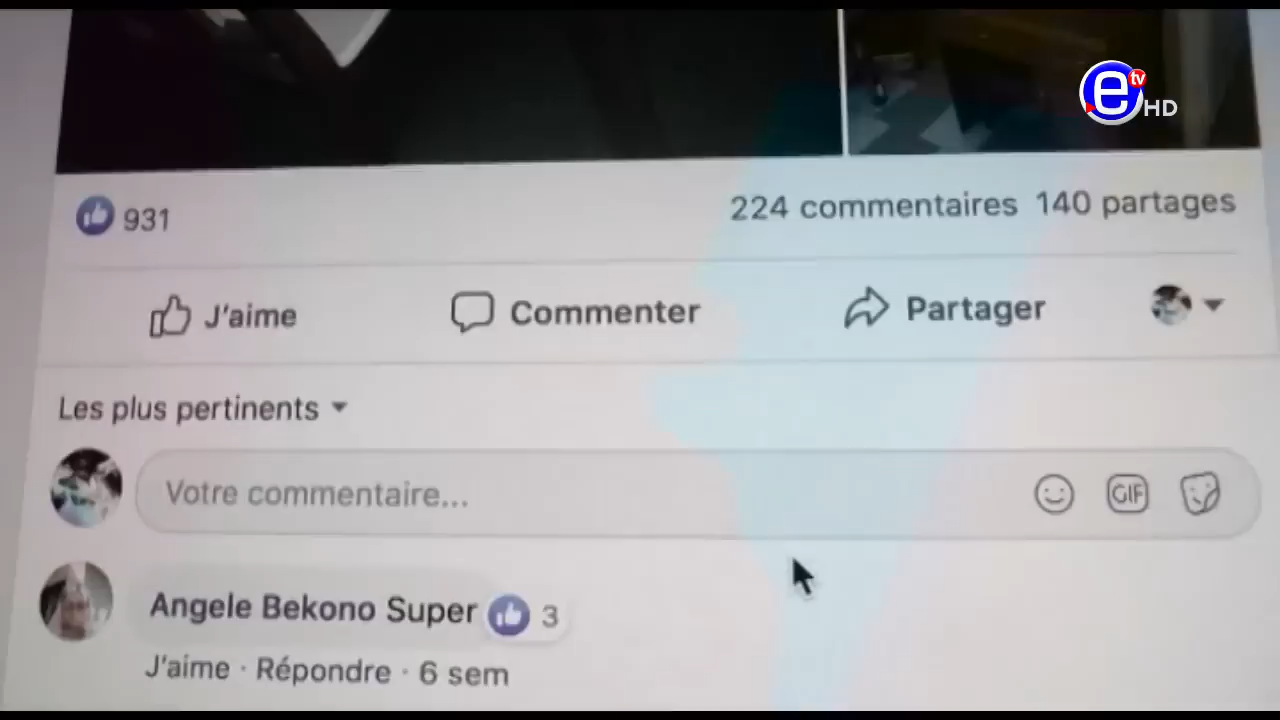 e tv HD
931
224 commentaires 140 partages
J'aime
Commenter
Partager
Les plus pertinents
Votre commentaire...
GIF
Angele Bekono Super 3
J'aime · Répondre · 6 sem